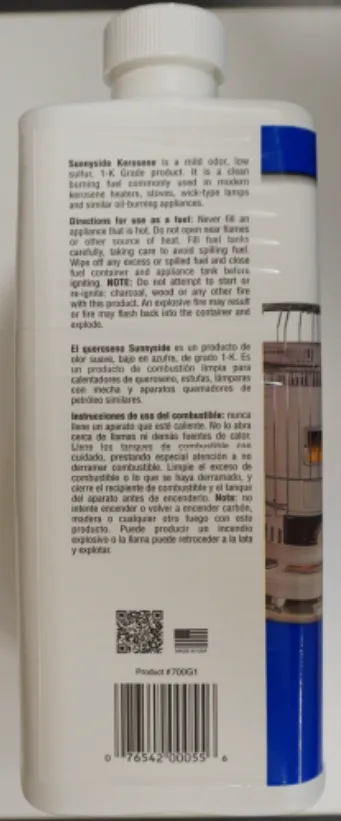 Sunnyside Kerosene is a mild odor, low
sulfur, 1-K Grade product. It is a clean
burning fuel commonly used in modern
kerosene heaters, stoves, wick-type lamps
and similar oil-burning appliances.
Directions for use as a fuel: Never fill an
appliance that is hot. Do not open near flames
or other source of heat. Fill fuel tanks
carefully, taking care to avoid spilling fuel.
Wipe off any excess or spilled fuel and close
fuel container and appliance tank before
igniting. NOTE: Do not attempt to start or
re-ignite: charcoal, wood or any other fire
with this product. An explosive fire may result
or fire may flash back into the container and
explode.
El queroseno Sunnyside es un producto de
olor suave, bajo en azufre, de grado 1-K. Es
un producto de combustión limpia para
calentadores de queroseno, estufas, lámparas
con mecha y aparatos quemadores de
petróleo similares.
Instrucciones de uso del combustible: nunca
llene un aparato que esté caliente. No lo abra
cerca de llamas ni demás fuentes de calor.
Llene los tanques de combustible con
cuidado, prestando especial atención a no
derramar combustible. Limpie el exceso de
combustible o lo que se haya derramado, y
cierre el recipiente de combustible y el tanque
del aparato antes de encenderlo. Nota: no
intente encender o volver a encender carbón,
madera o cualquier otro fuego con este
producto. Puede producir un incendio
explosivo o la llama puede retroceder a la lata
y explotar.
MADE IN USA
Product #700G1
0 76542 00055 6